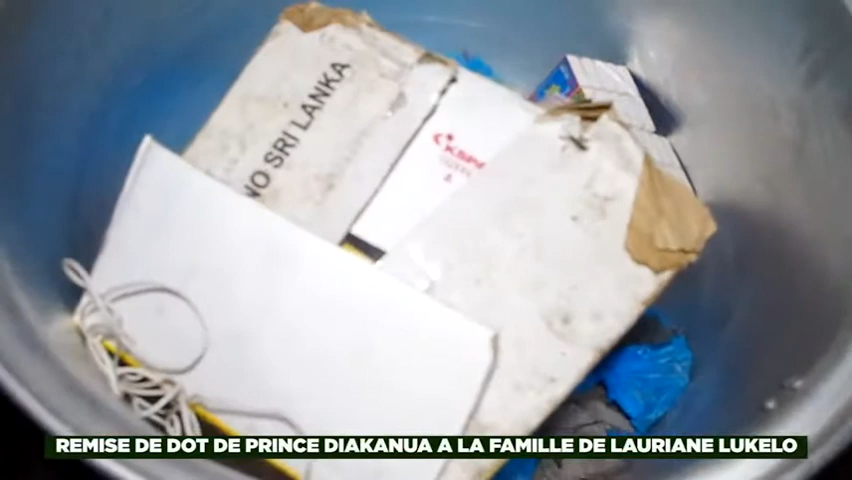 NO SRI LANKA
REMISE DE DOT DE PRINCE DIAKANUA A LA FAMILLE DE LAURIANE LUKELO